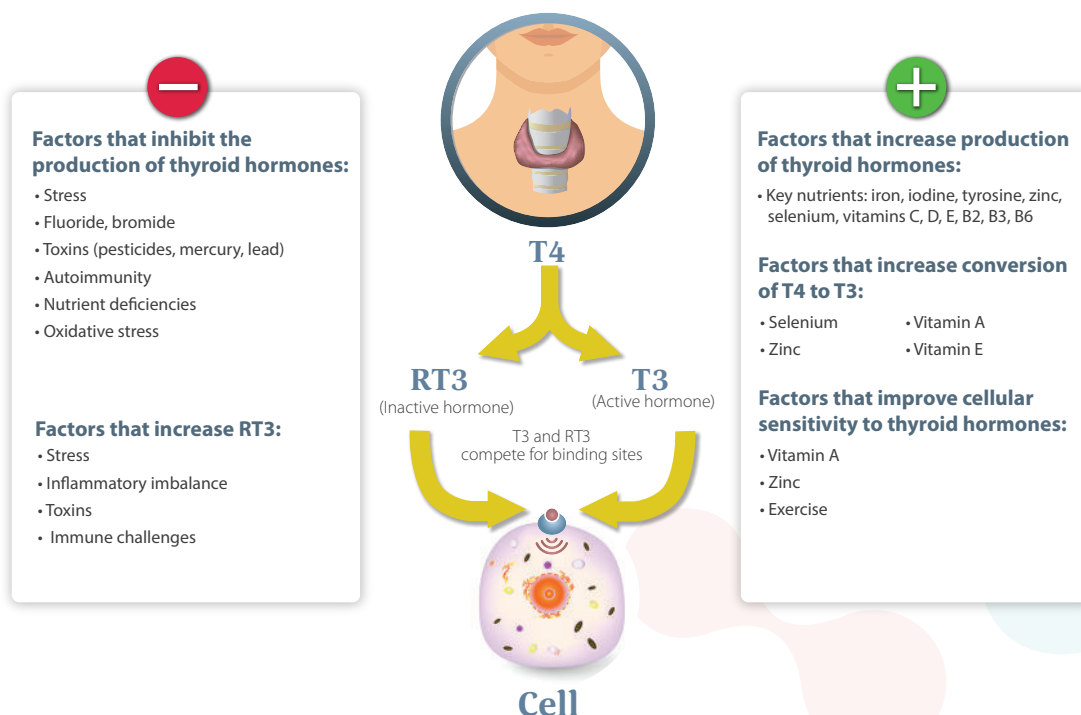 Factors that inhibit the
production of thyroid hormones:
• Stress
• Fluoride, bromide
• Toxins (pesticides, mercury, lead)
• Autoimmunity
• Nutrient deficiencies
• Oxidative stress
Factors that increase RT3:
• Stress
• Inflammatory imbalance
• Toxins
• Immune challenges
T4
RT3
(Inactive hormone)
T3
(Active hormone)
T3 and RT3
compete for binding sites
Cell
Factors that increase production
of thyroid hormones:
• Key nutrients: iron, iodine, tyrosine, zinc,
selenium, vitamins C, D, E, B2, B3, B6
Factors that increase conversion
of T4 to T3:
• Selenium
• Zinc
• Vitamin A
• Vitamin E
Factors that improve cellular
sensitivity to thyroid hormones:
• Vitamin A
• Zinc
• Exercise